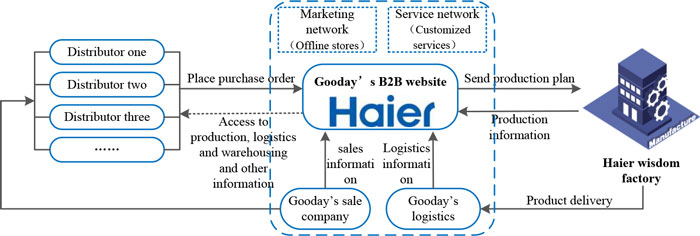 Marketing
network
（Offline stores）
Service network
（Customized
services）
Distributor one
Distributor two
Distributor three
······
Place purchase order
Gooday’s B2B website
Haier
Send production plan
Access to
production, logistics
and warehousing
and other
information
Production
information
Manufacture
Haier wisdom
factory
sales
informati
on
Logistics
informati
on
Gooday's sale
company
Gooday's
logistics
Product delivery